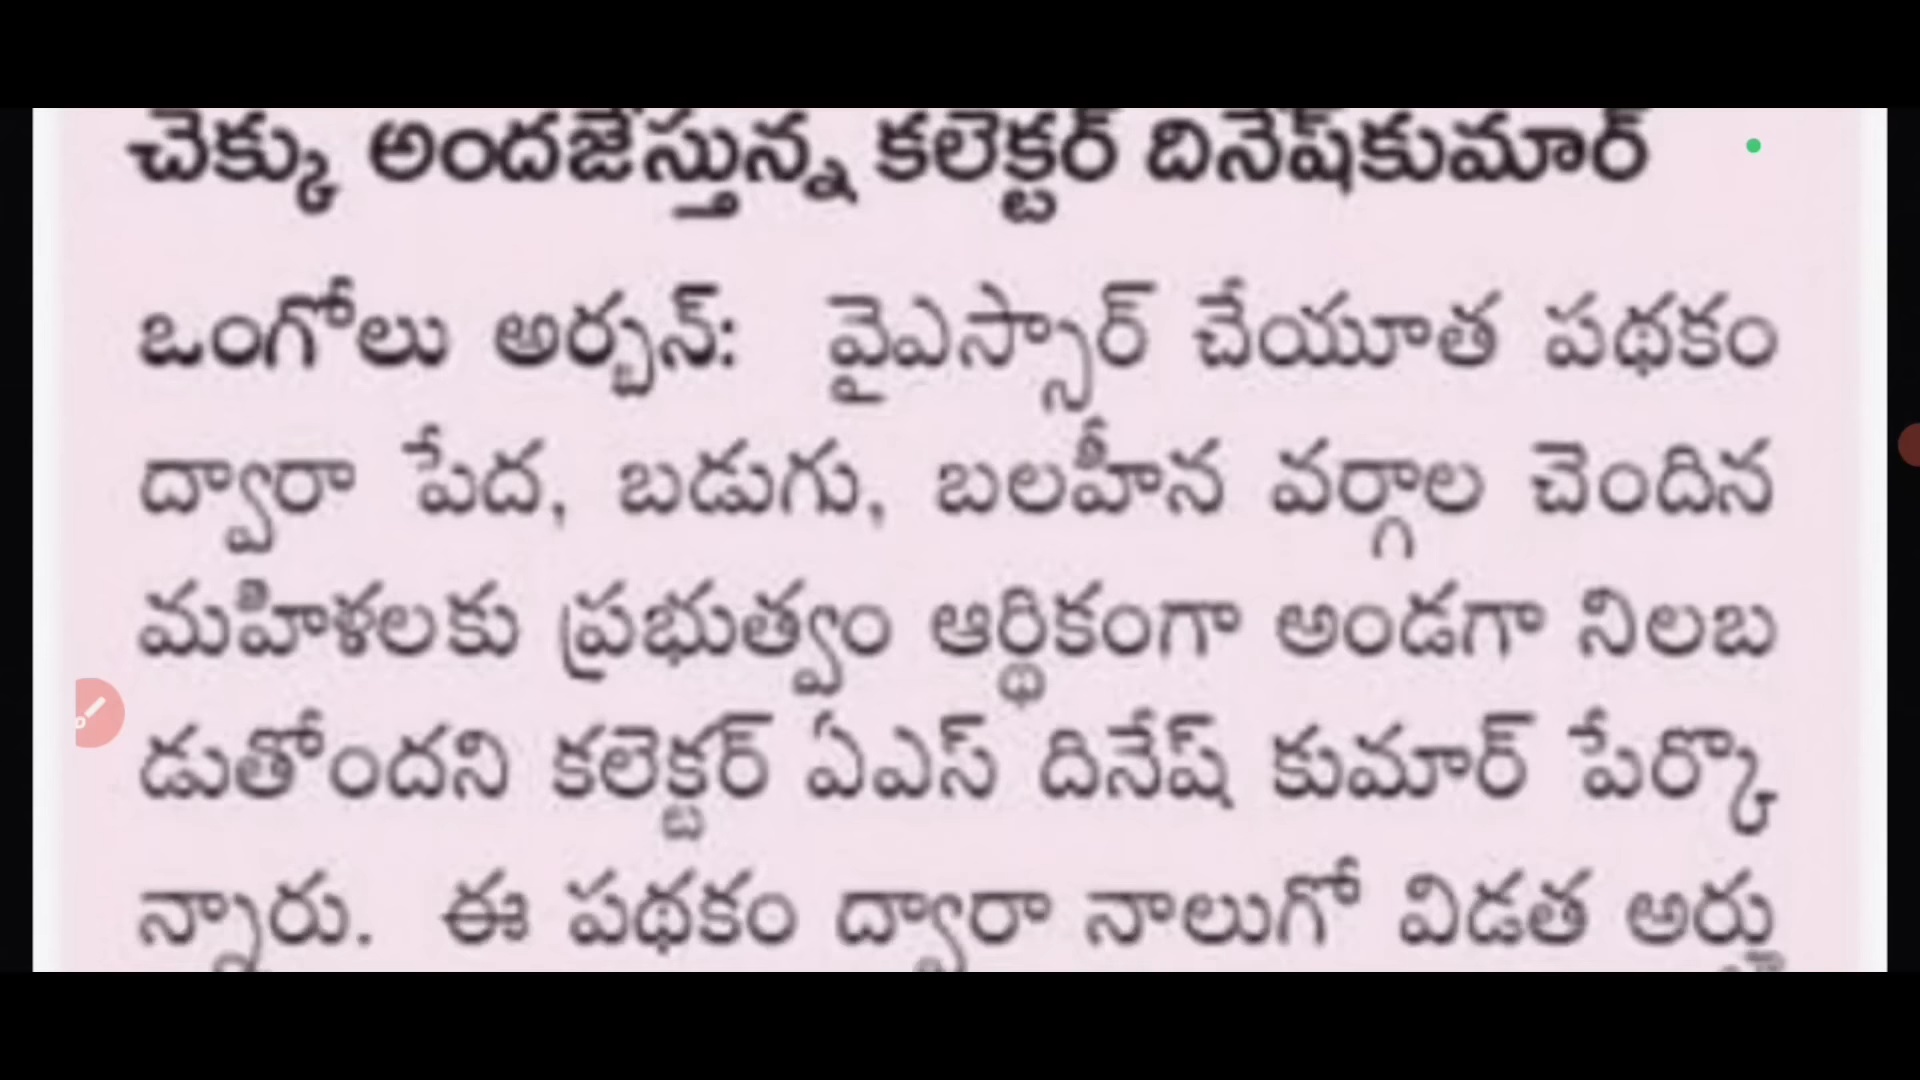 చెక్కు అందజేస్తున్న కలెక్టర్ దినేష్‌కుమార్
ఒంగోలు అర్బన్: వైఎస్సార్ చేయూత పథకం
ద్వారా పేద, బడుగు, బలహీన వర్గాల చెందిన
మహిళలకు ప్రభుత్వం ఆర్థికంగా అండగా నిలబ
డుతోందని కలెక్టర్ ఏఎస్ దినేష్ కుమార్ పేర్కొ
న్నారు. ఈ పథకం ద్వారా నాలుగో విడత అర్హు